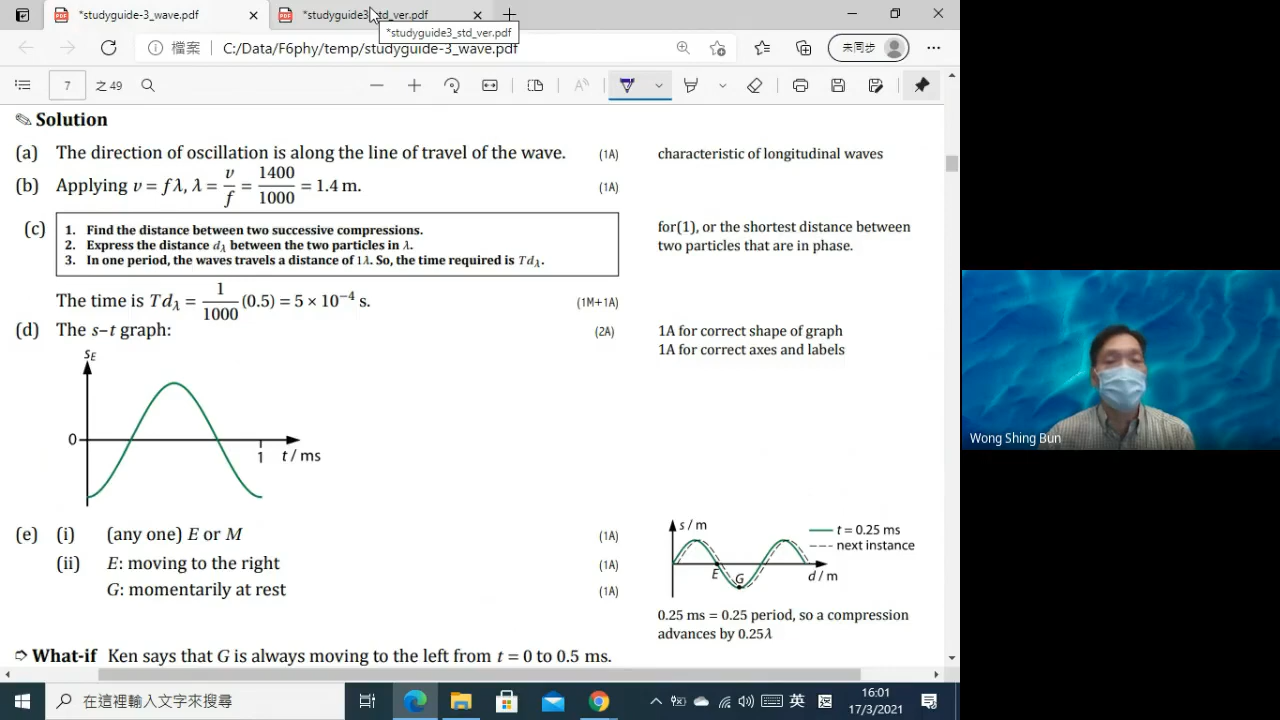 *studyguide-3_wave.pdf
*studyguide3_std_ver.pdf
*studyguide3_std_ver.pdf
檔案
C:/Data/F6phy/temp/studyguide-3_wave.pdf
未同步
7 之 49
Solution
(a) The direction of oscillation is along the line of travel of the wave. (1A) characteristic of longitudinal waves
(b) Applying v = fλ, λ = v/f = 1400/1000 = 1.4 m. (1A)
(c) 1. Find the distance between two successive compressions.
2. Express the distance dλ between the two particles in λ.
3. In one period, the waves travels a distance of 1λ. So, the time required is Tdλ.
for(1), or the shortest distance between
two particles that are in phase.
The time is Tdλ = 1/1000 (0.5) = 5 × 10⁻⁴ s. (1M+1A)
(d) The s–t graph: (2A)
1A for correct shape of graph
1A for correct axes and labels
sE
0
1 t / ms
(e) (i) (any one) E or M (1A)
(ii) E: moving to the right (1A)
G: momentarily at rest (1A)
s / m
t = 0.25 ms
next instance
E G d / m
0.25 ms = 0.25 period, so a compression
advances by 0.25λ
What-if Ken says that G is always moving to the left from t = 0 to 0.5 ms.
Wong Shing Bun
在這裡輸入文字來搜尋
英
16:01
17/3/2021